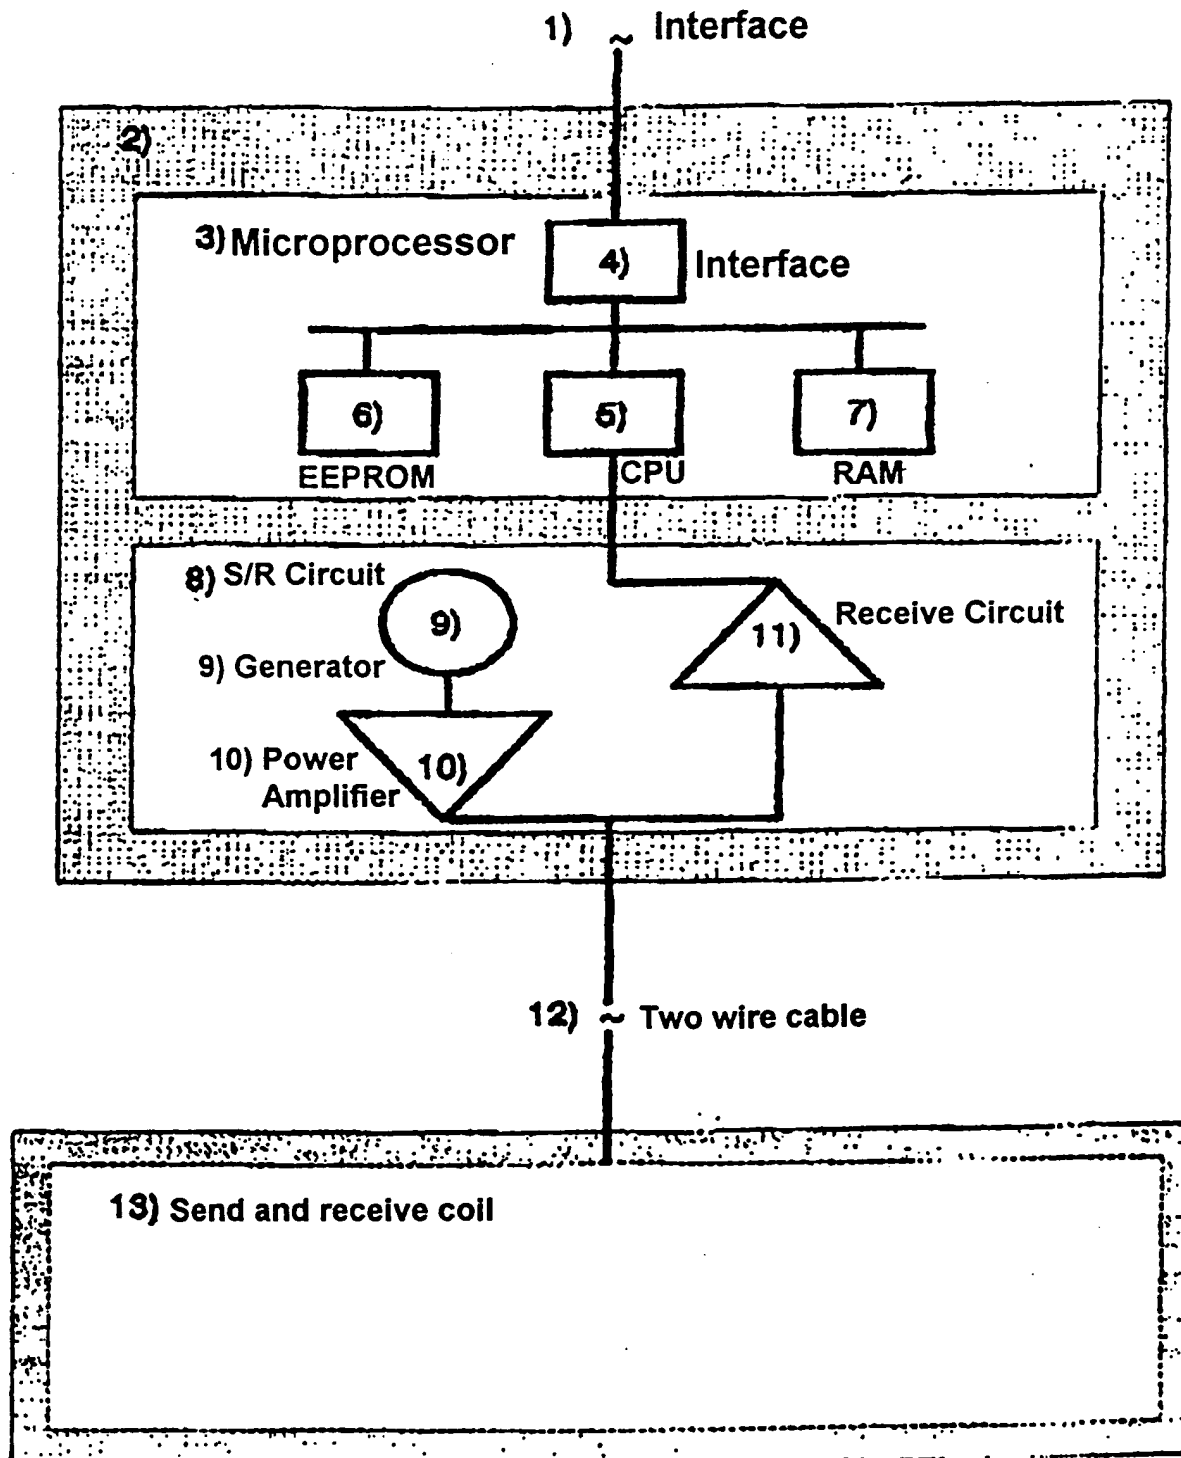 1) ~ Interface
2)
3) Microprocessor
4)
Interface
6)
5)
7)
EEPROM
CPU
RAM
8) S/R Circuit
9)
11)
Receive Circuit
9) Generator
10) Power
Amplifier
10)
12) ~ Two wire cable
13) Send and receive coil